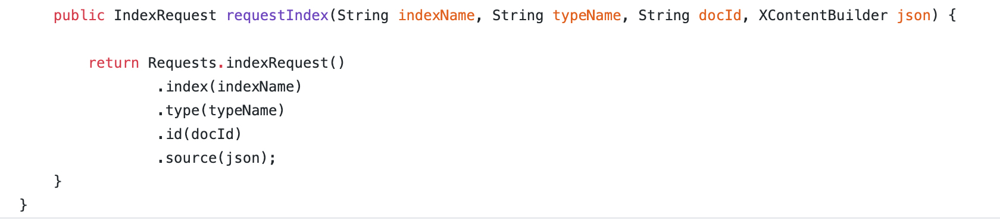 public IndexRequest requestIndex(String indexName, String typeName, String docId, XContentBuilder json) {
return Requests.indexRequest()
.index(indexName)
.type(typeName)
.id(docId)
.source(json);
}
}